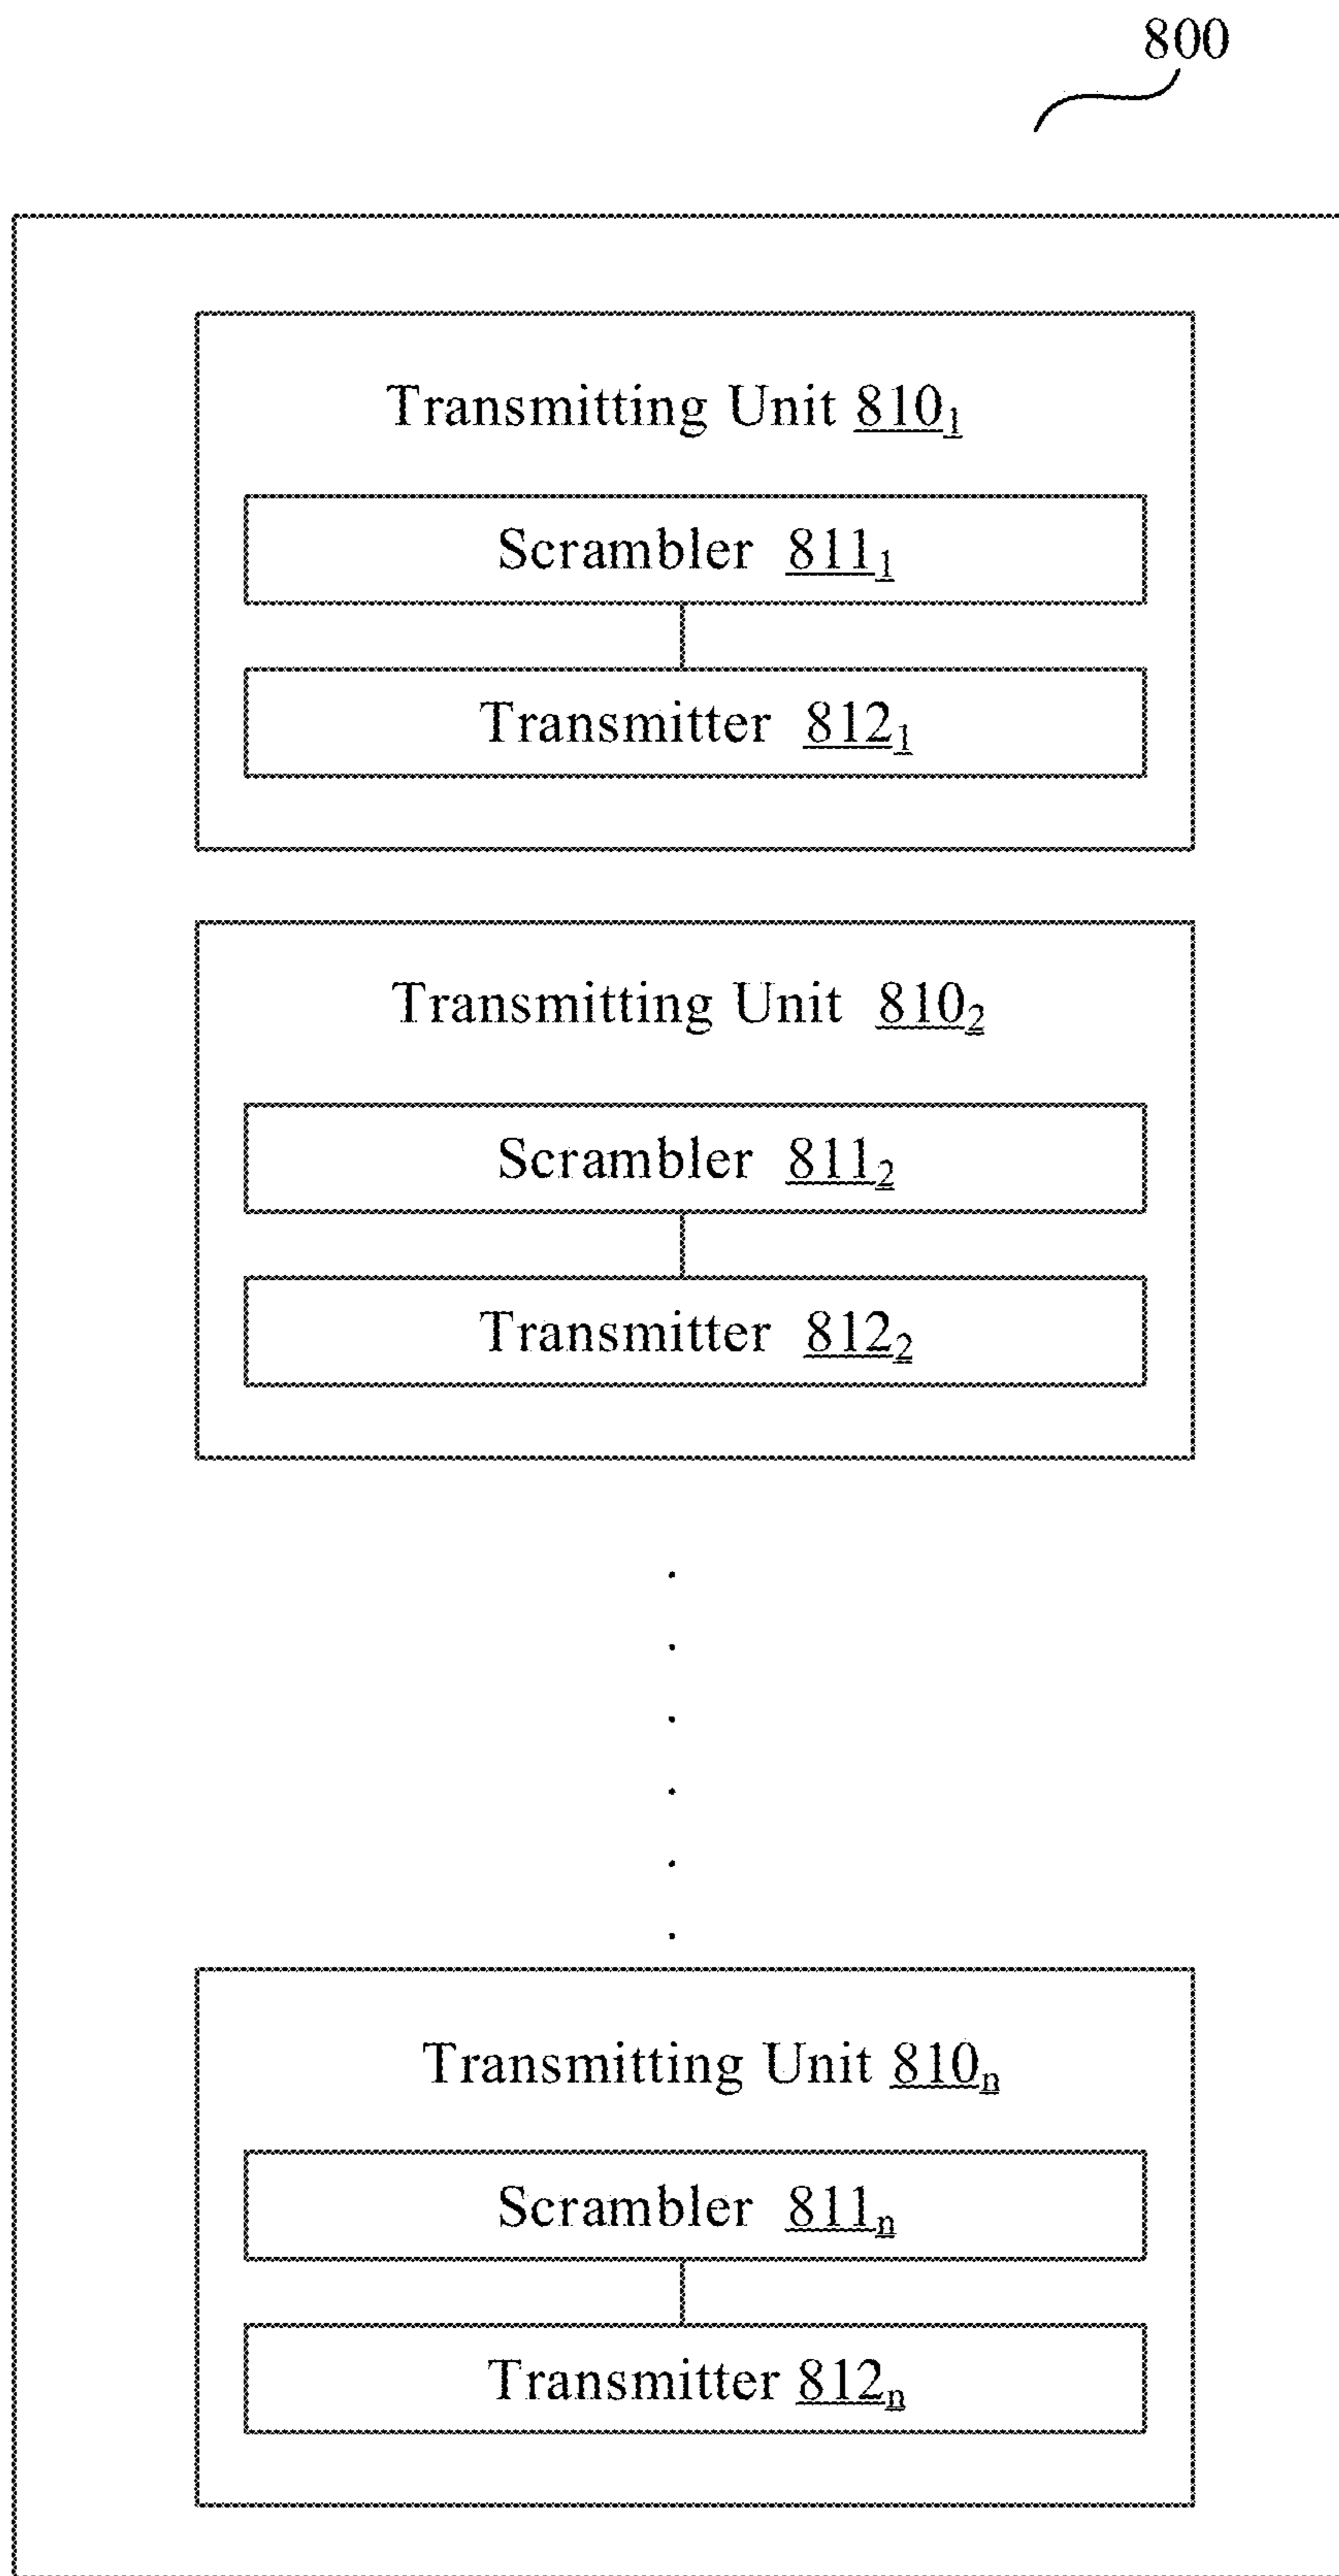 800
Transmitting Unit 810₁
Scrambler 811₁
Transmitter 812₁
Transmitting Unit 810₂
Scrambler 811₂
Transmitter 812₂
Transmitting Unit 810ₙ
Scrambler 811ₙ
Transmitter 812ₙ